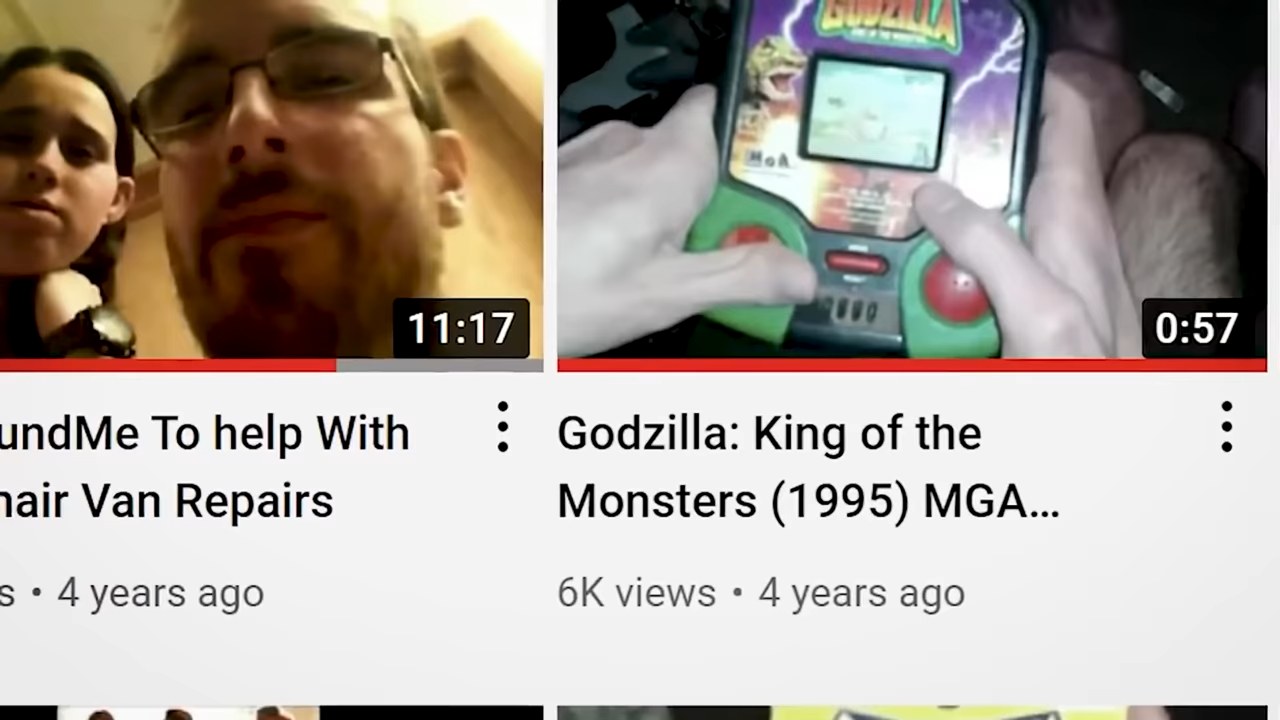 GODZILLA
MGA
11:17
0:57
undMe To help With
hair Van Repairs
s • 4 years ago
Godzilla: King of the
Monsters (1995) MGA...
6K views • 4 years ago